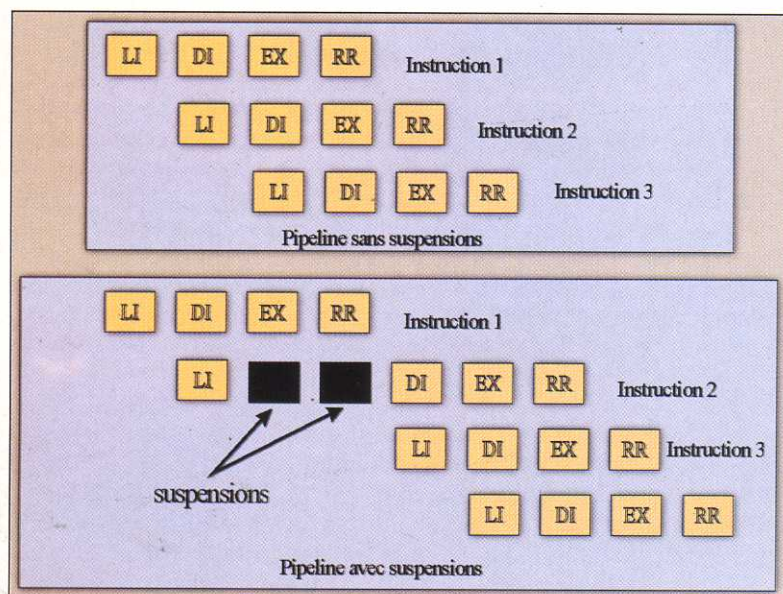 LI DI EX RR Instruction 1
LI DI EX RR Instruction 2
LI DI EX RR Instruction 3
Pipeline sans suspensions
LI DI EX RR Instruction 1
LI DI EX RR Instruction 2
LI DI EX RR Instruction 3
suspensions
LI DI EX RR
Pipeline avec suspensions